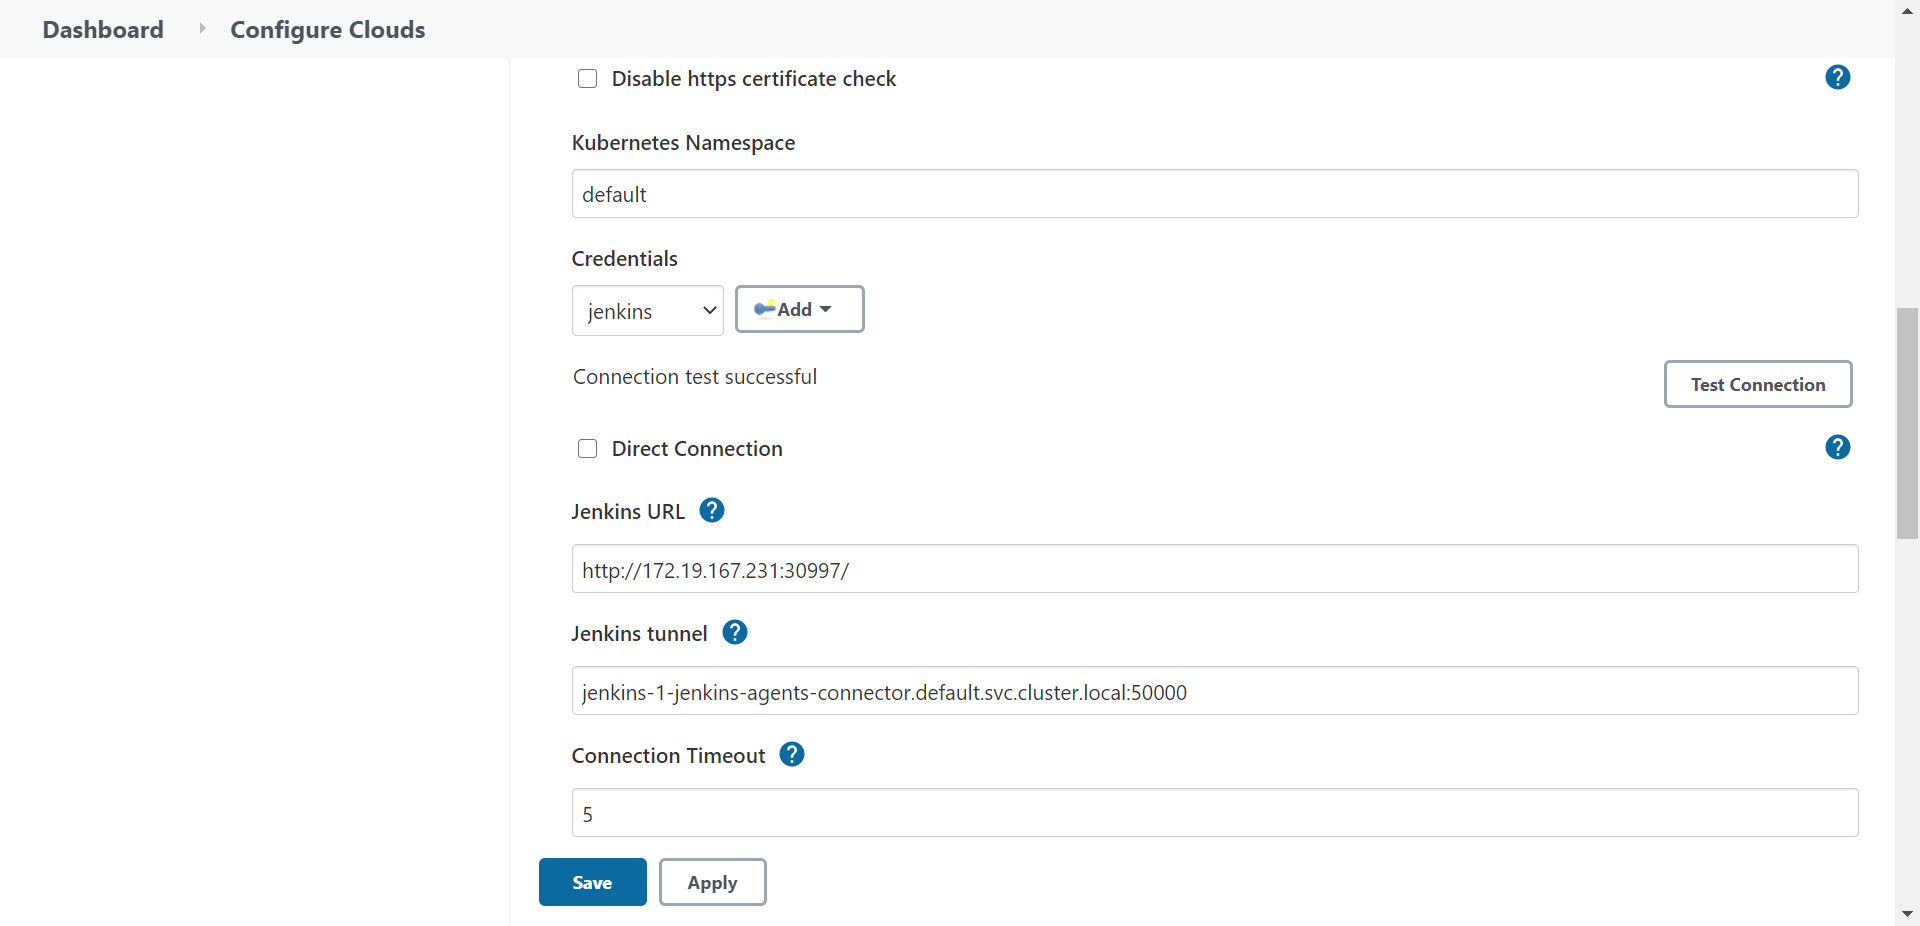 Dashboard Configure Clouds
Disable https certificate check
?
Kubernetes Namespace
default
Credentials
jenkins Add
Connection test successful
Test Connection
Direct Connection
?
Jenkins URL ?
http://172.19.167.231:30997/
Jenkins tunnel ?
jenkins-1-jenkins-agents-connector.default.svc.cluster.local:50000
Connection Timeout ?
5
Save Apply